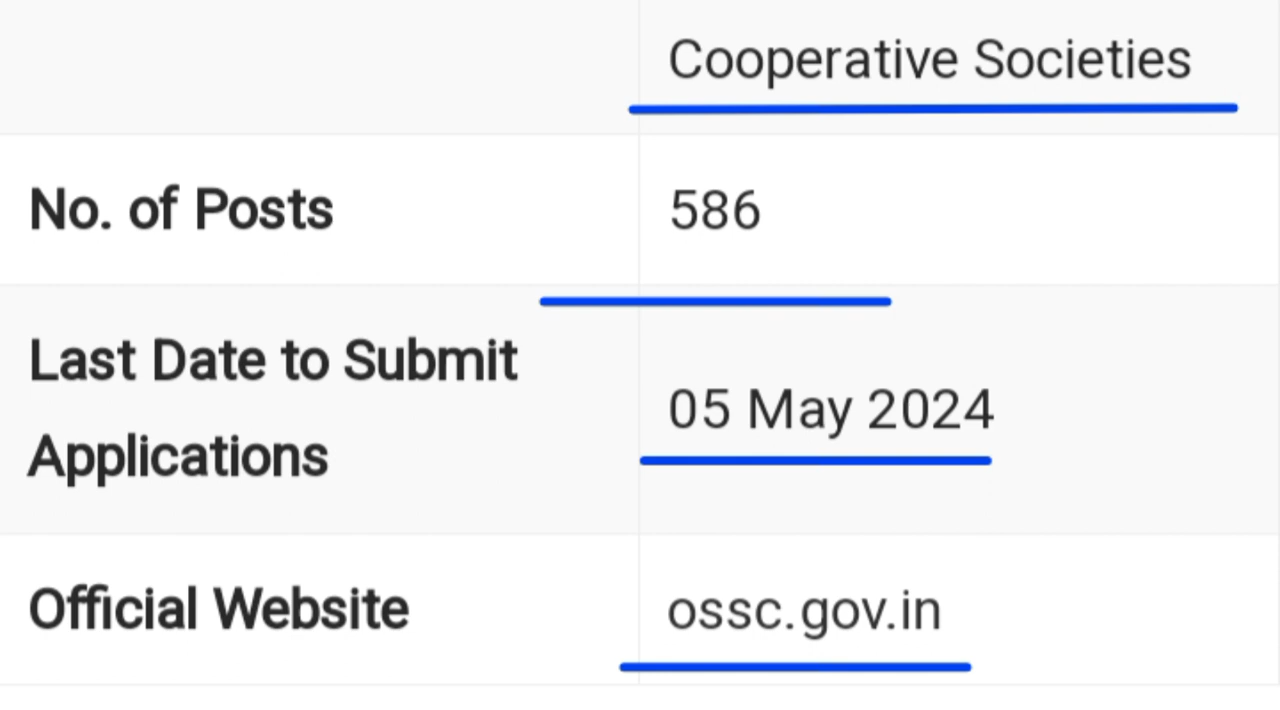 Cooperative Societies
No. of Posts 586
Last Date to Submit
Applications
05 May 2024
Official Website ossc.gov.in